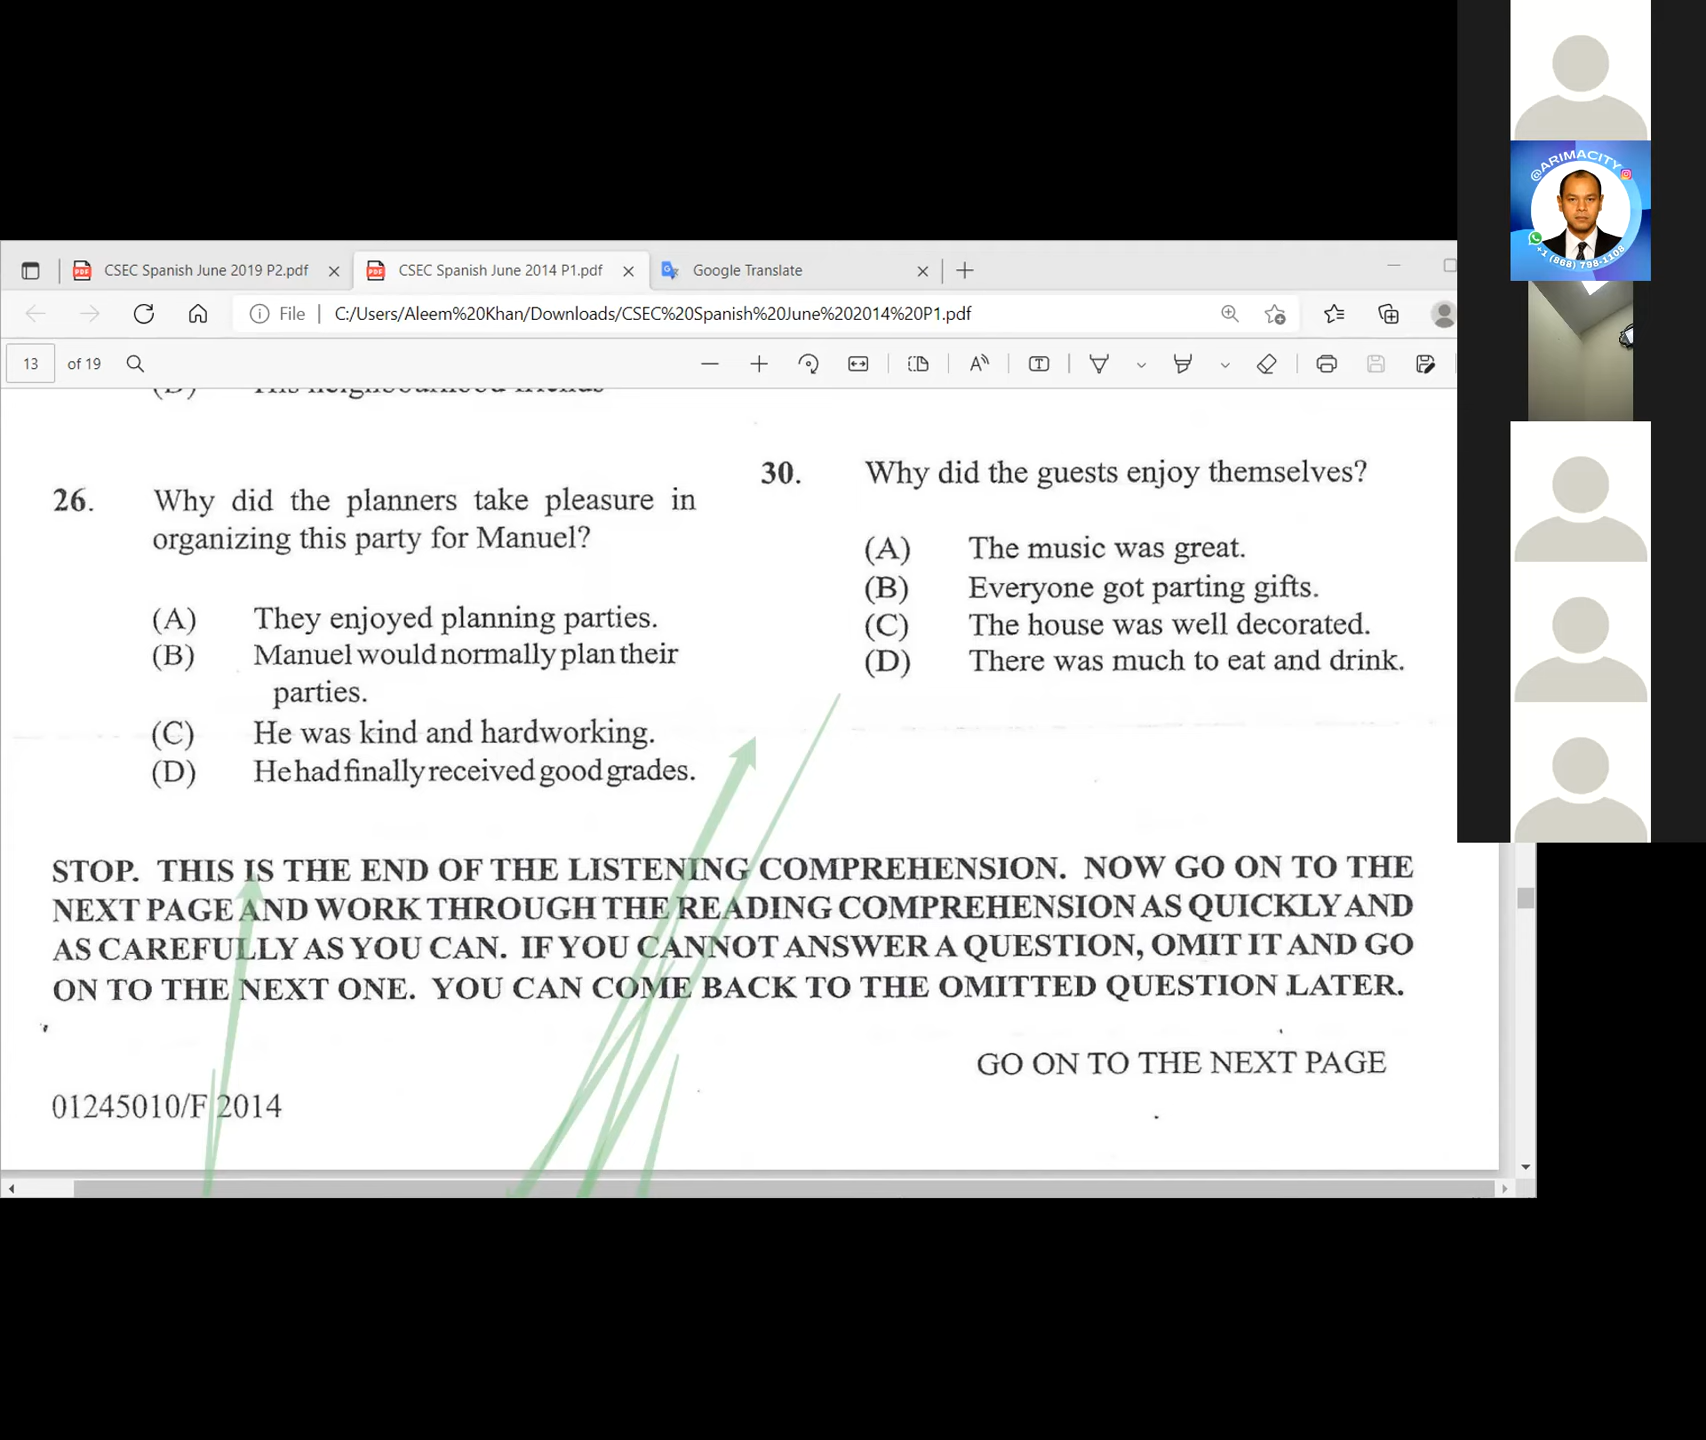 @ARIMACITY
+1 (868) 798-1108
CSEC Spanish June 2019 P2.pdf
CSEC Spanish June 2014 P1.pdf
Google Translate
File
C:/Users/Aleem%20Khan/Downloads/CSEC%20Spanish%20June%202014%20P1.pdf
13 of 19
(D) His neighbourhood friends
26. Why did the planners take pleasure in
organizing this party for Manuel?
(A) They enjoyed planning parties.
(B) Manuel would normally plan their
parties.
(C) He was kind and hardworking.
(D) He had finally received good grades.
30. Why did the guests enjoy themselves?
(A) The music was great.
(B) Everyone got parting gifts.
(C) The house was well decorated.
(D) There was much to eat and drink.
STOP. THIS IS THE END OF THE LISTENING COMPREHENSION. NOW GO ON TO THE
NEXT PAGE AND WORK THROUGH THE READING COMPREHENSION AS QUICKLY AND
AS CAREFULLY AS YOU CAN. IF YOU CANNOT ANSWER A QUESTION, OMIT IT AND GO
ON TO THE NEXT ONE. YOU CAN COME BACK TO THE OMITTED QUESTION LATER.
GO ON TO THE NEXT PAGE
01245010/F 2014